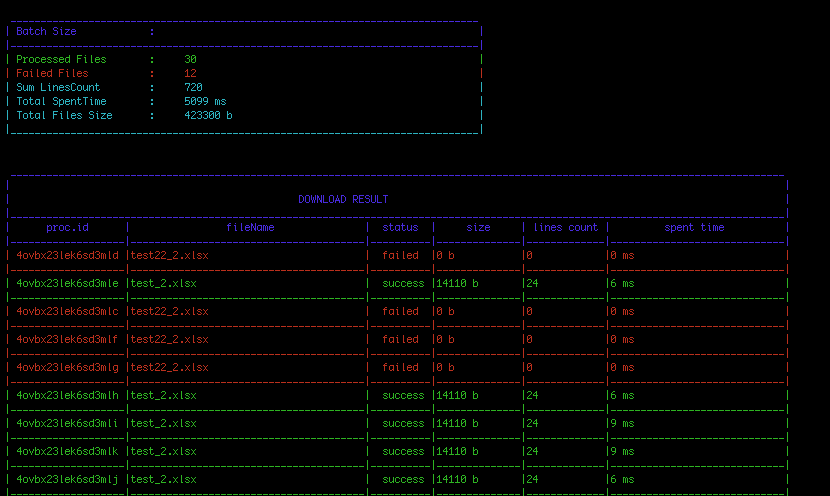 Batch Size :
Processed Files : 30
Failed Files : 12
Sum LinesCount : 720
Total SpentTime : 5099 ms
Total Files Size : 423300 b
DOWNLOAD RESULT
proc.id | fileName | status | size | lines count | spent time
4ovbx23lek6sd3mld |test22_2.xlsx | failed |0 b |0 |0 ms
4ovbx23lek6sd3mle |test_2.xlsx | success |14110 b |24 |6 ms
4ovbx23lek6sd3mlc |test22_2.xlsx | failed |0 b |0 |0 ms
4ovbx23lek6sd3mlf |test22_2.xlsx | failed |0 b |0 |0 ms
4ovbx23lek6sd3mlg |test22_2.xlsx | failed |0 b |0 |0 ms
4ovbx23lek6sd3mlh |test_2.xlsx | success |14110 b |24 |6 ms
4ovbx23lek6sd3mli |test_2.xlsx | success |14110 b |24 |9 ms
4ovbx23lek6sd3mlk |test_2.xlsx | success |14110 b |24 |9 ms
4ovbx23lek6sd3mlj |test_2.xlsx | success |14110 b |24 |6 ms